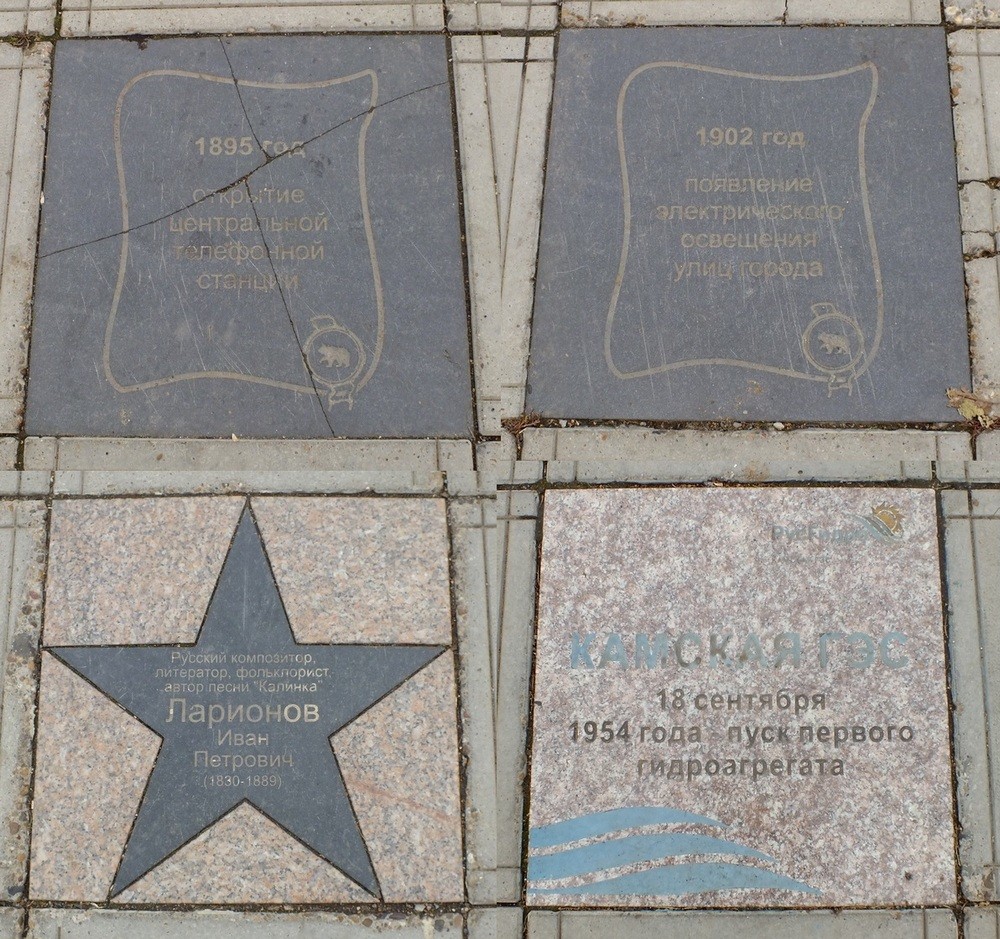 1895 год
открытие
центральной
телефонной
станции
1902 год
появление
электрического
освещения
улиц города
Русский композитор,
литератор, фольклорист,
автор песни "Калинка"
Ларионов
Иван
Петрович
(1830-1889)
РусГидро
КАМСКАЯ ГЭС
18 сентября
1954 года - пуск первого
гидроагрегата